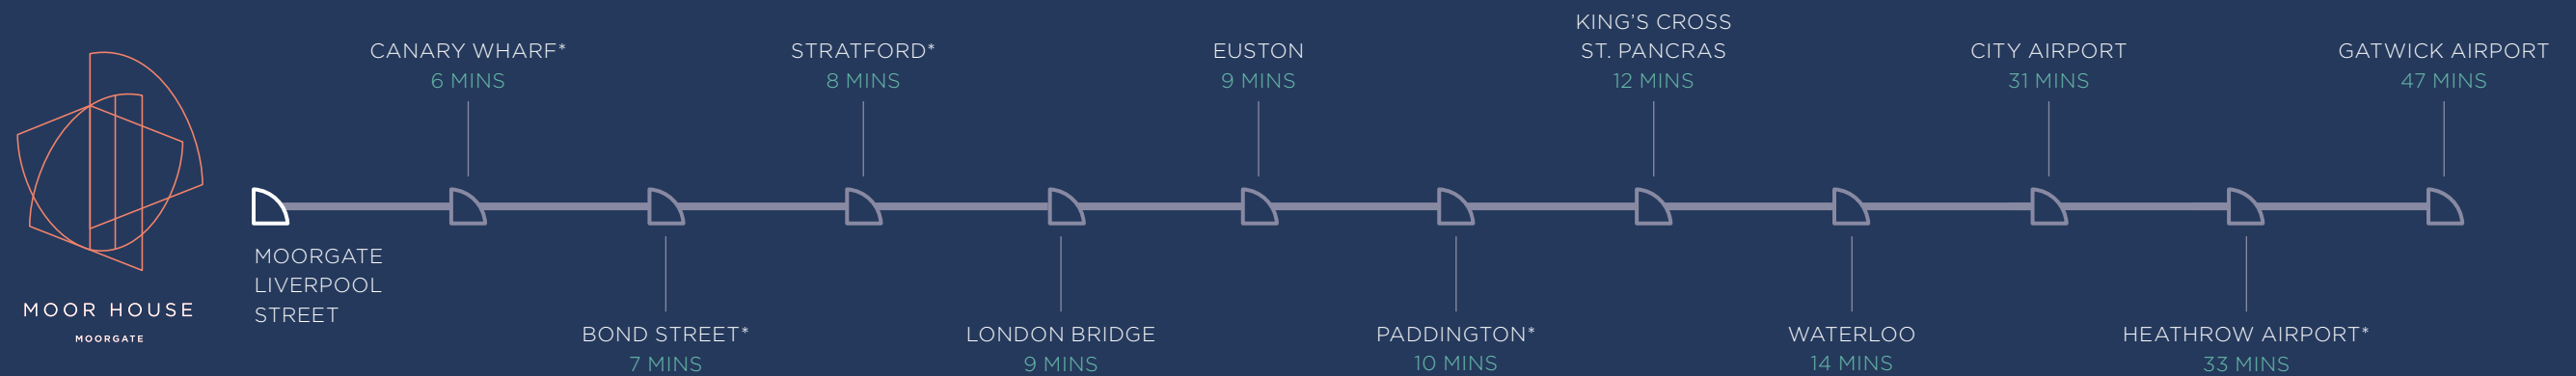 MOOR HOUSE
MOORGATE
MOORGATE
LIVERPOOL
STREET
CANARY WHARF*
6 MINS
BOND STREET*
7 MINS
STRATFORD*
8 MINS
LONDON BRIDGE
9 MINS
EUSTON
9 MINS
PADDINGTON*
10 MINS
KING’S CROSS
ST. PANCRAS
12 MINS
WATERLOO
14 MINS
CITY AIRPORT
31 MINS
HEATHROW AIRPORT*
33 MINS
GATWICK AIRPORT
47 MINS